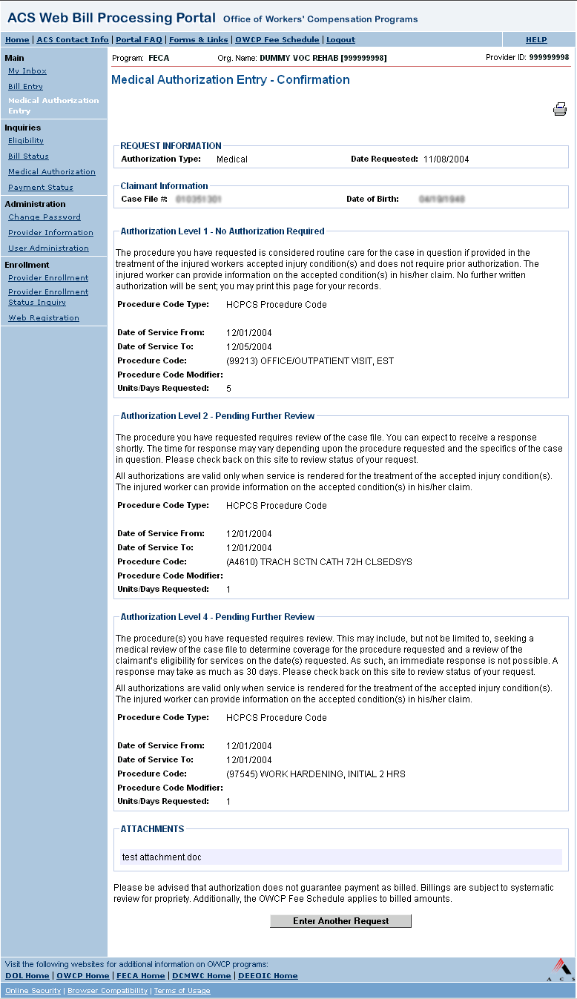 ACS Web Bill Processing Portal Office of Workers' Compensation Programs
Home | ACS Contact Info | Portal FAQ | Forms & Links | OWCP Fee Schedule | Logout HELP
Main
My Inbox
Bill Entry
Medical Authorization
Entry
Inquiries
Eligibility
Bill Status
Medical Authorization
Payment Status
Administration
Change Password
Provider Information
User Administration
Enrollment
Provider Enrollment
Provider Enrollment
Status Inquiry
Web Registration
Program: FECA Org. Name: DUMMY VOC REHAB [999999998] Provider ID: 999999998
Medical Authorization Entry - Confirmation
REQUEST INFORMATION
Authorization Type: Medical Date Requested: 11/08/2004
Claimant Information
Case File #: Date of Birth:
Authorization Level 1 - No Authorization Required
The procedure you have requested is considered routine care for the case in question if provided in the
treatment of the injured workers accepted injury condition(s) and does not require prior authorization. The
injured worker can provide information on the accepted condition(s) in his/her claim. No further written
authorization will be sent; you may print this page for your records.
Procedure Code Type: HCPCS Procedure Code
Date of Service From: 12/01/2004
Date of Service To: 12/05/2004
Procedure Code: (99213) OFFICE/OUTPATIENT VISIT, EST
Procedure Code Modifier:
Units/Days Requested: 5
Authorization Level 2 - Pending Further Review
The procedure you have requested requires review of the case file. You can expect to receive a response
shortly. The time for response may vary depending upon the procedure requested and the specifics of the case
in question. Please check back on this site to review status of your request.
All authorizations are valid only when service is rendered for the treatment of the accepted injury condition(s).
The injured worker can provide information on the accepted condition(s) in his/her claim.
Procedure Code Type: HCPCS Procedure Code
Date of Service From: 12/01/2004
Date of Service To: 12/01/2004
Procedure Code: (A4610) TRACH SCTN CATH 72H CLSEDSYS
Procedure Code Modifier:
Units/Days Requested: 1
Authorization Level 4 - Pending Further Review
The procedure(s) you have requested requires review. This may include, but not be limited to, seeking a
medical review of the case file to determine coverage for the procedure requested and a review of the
claimant's eligibility for services on the date(s) requested. As such, an immediate response is not possible. A
response may take as much as 30 days. Please check back on this site to review status of your request.
All authorizations are valid only when service is rendered for the treatment of the accepted injury condition(s).
The injured worker can provide information on the accepted condition(s) in his/her claim.
Procedure Code Type: HCPCS Procedure Code
Date of Service From: 12/01/2004
Date of Service To: 12/01/2004
Procedure Code: (97545) WORK HARDENING, INITIAL 2 HRS
Procedure Code Modifier:
Units/Days Requested: 1
ATTACHMENTS
test attachment.doc
Please be advised that authorization does not guarantee payment as billed. Billings are subject to systematic
review for propriety. Additionally, the OWCP Fee Schedule applies to billed amounts.
Enter Another Request
Visit the following websites for additional information on OWCP programs:
DOL Home | OWCP Home | FECA Home | DCMWC Home | DEEOIC Home
A C S
Online Security | Browser Compatibility | Terms of Usage